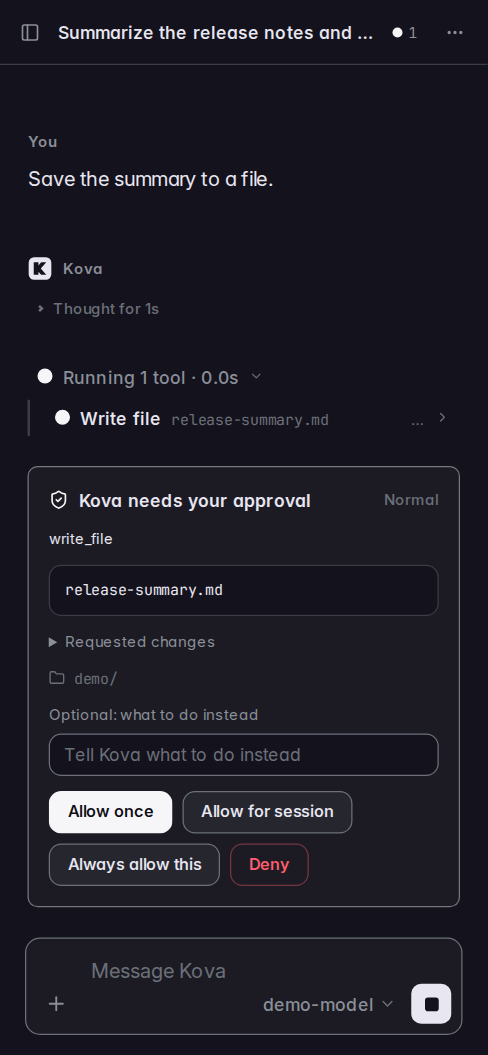 Summarize the release notes and ...
1
You
Save the summary to a file.
Kova
Thought for 1s
Running 1 tool · 0.0s
Write file release-summary.md ...
Kova needs your approval Normal
write_file
release-summary.md
Requested changes
demo/
Optional: what to do instead
Tell Kova what to do instead
Allow once Allow for session
Always allow this Deny
Message Kova
demo-model